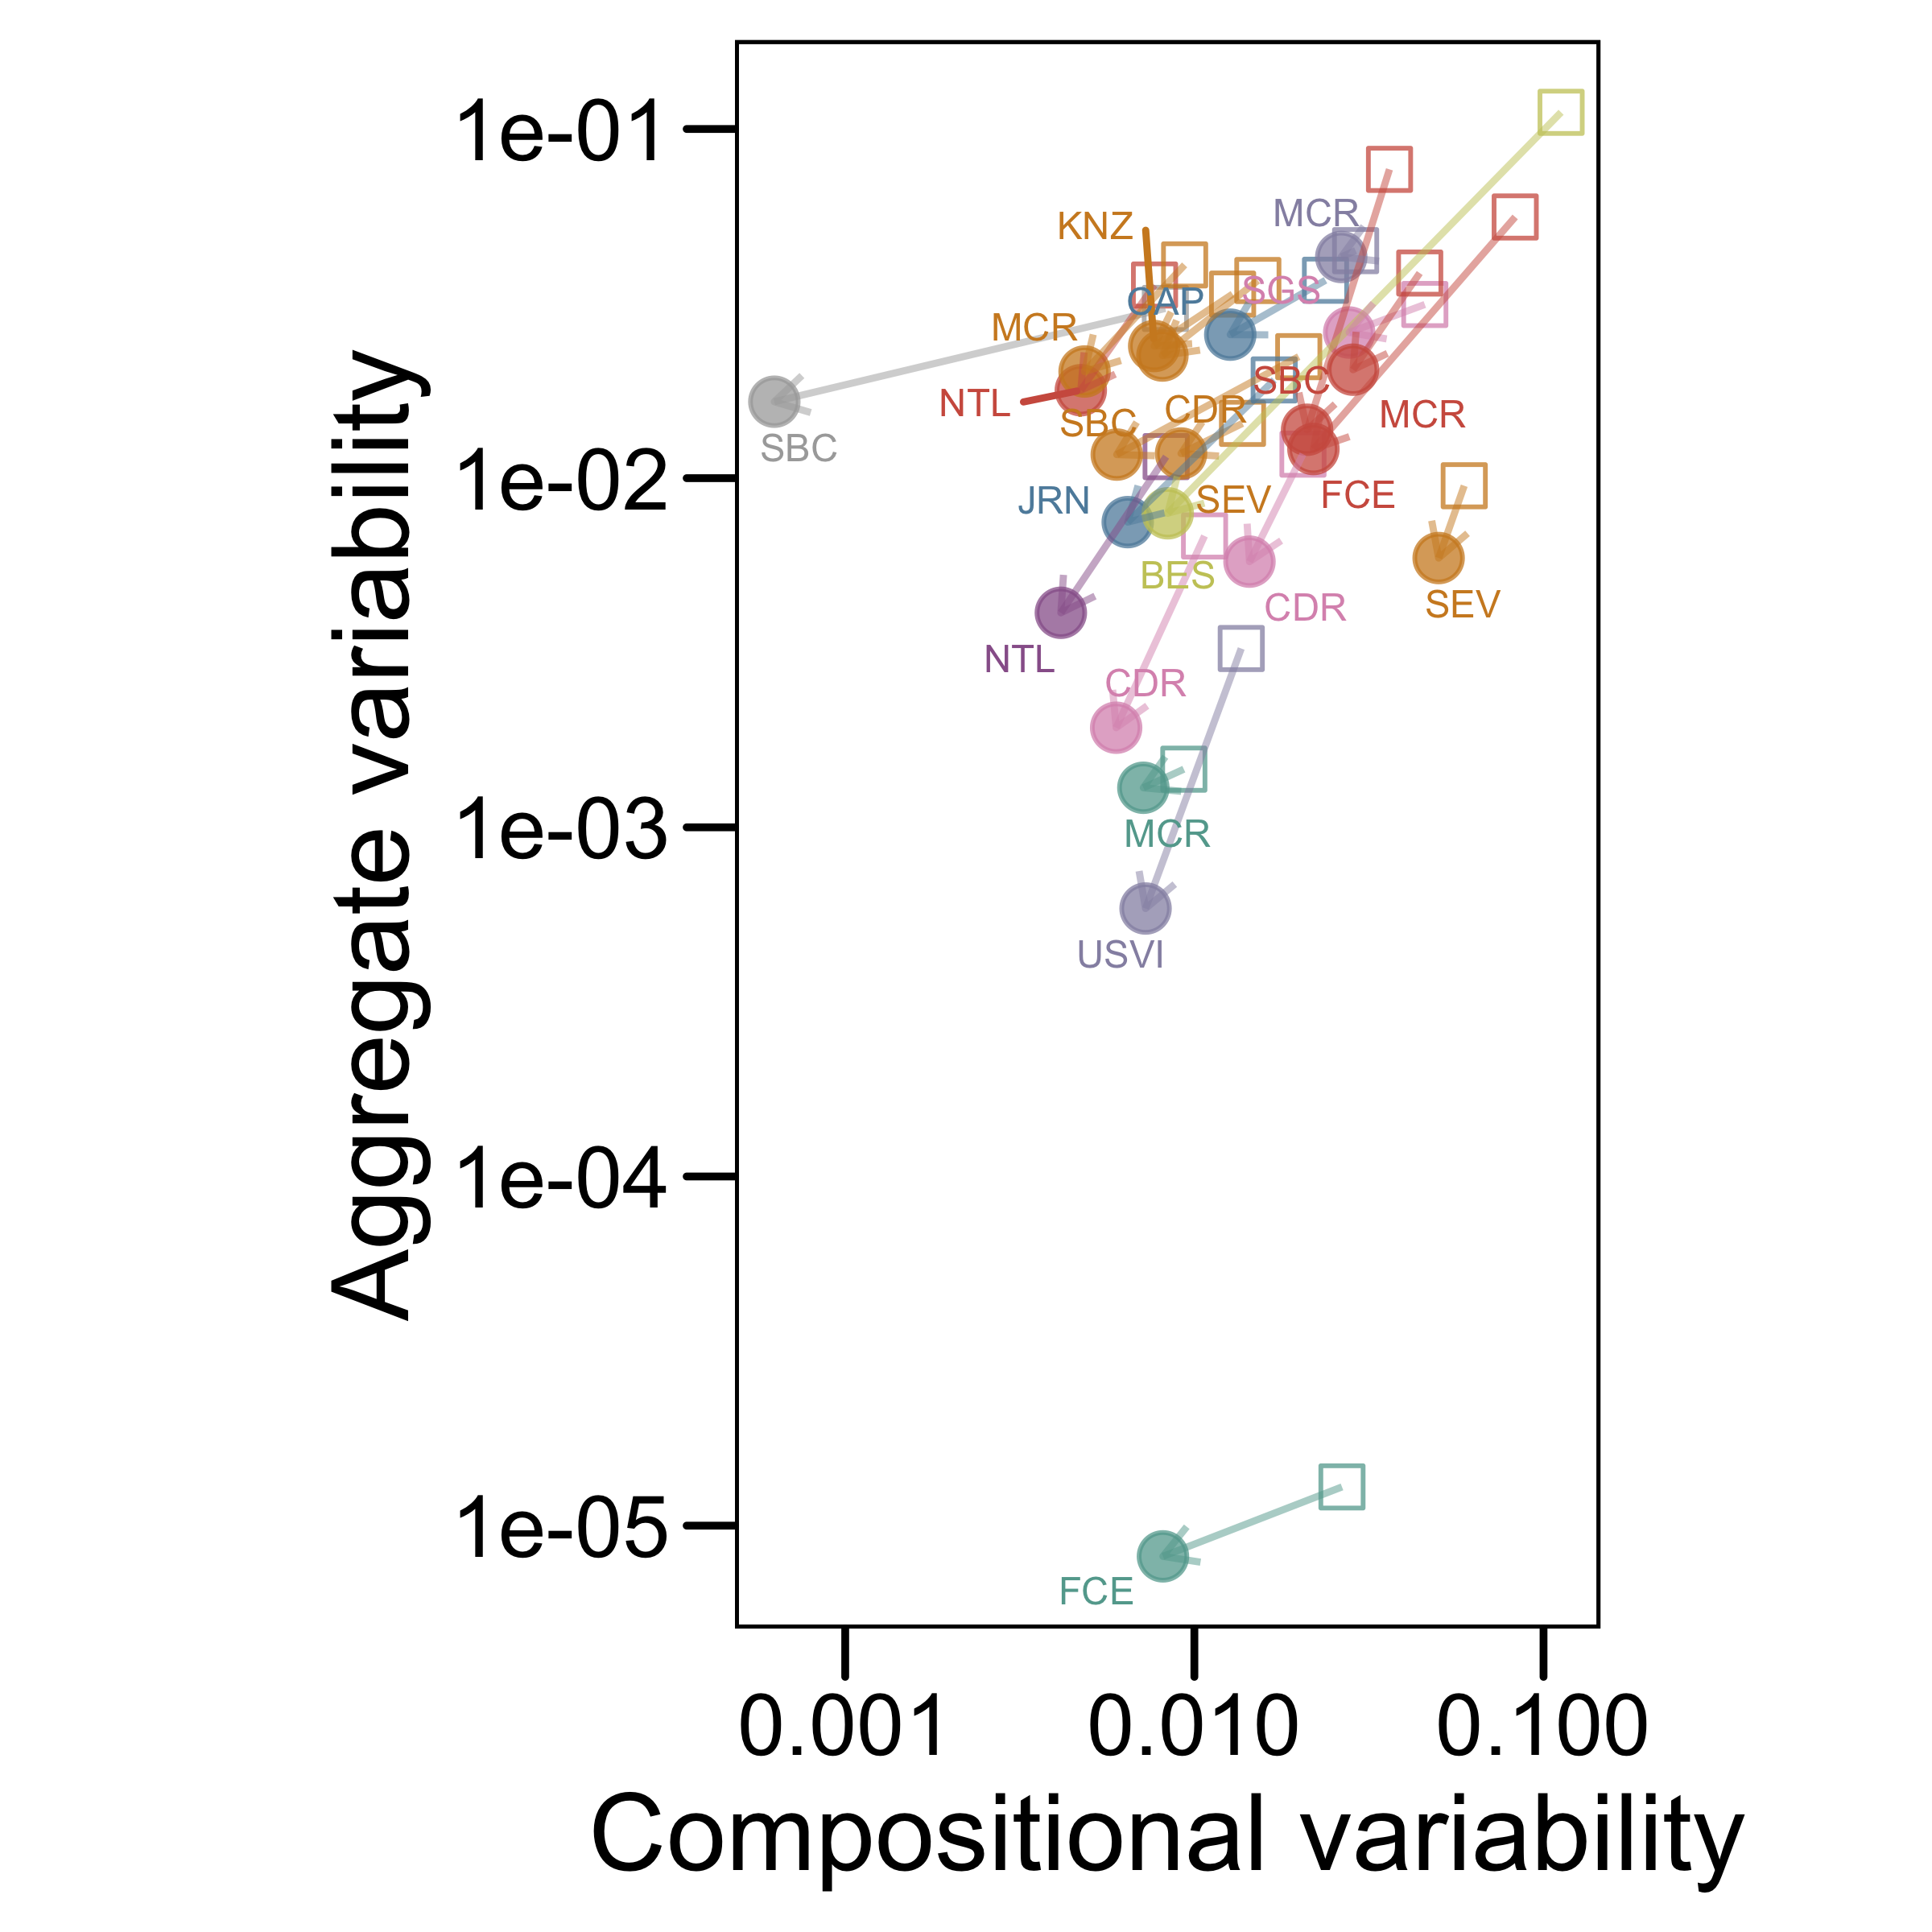 1e-01
MCR
KNZ
SGS
CAP
MCR
SBC
NTL
CDR
MCR
SBC
SBC
JRN
SEV
FCE
1e-02
BES
CDR
SEV
NTL
CDR
1e-03
MCR
USVI
1e-04
1e-05
FCE
Aggregate variability
0.001
0.010
0.100
Compositional variability